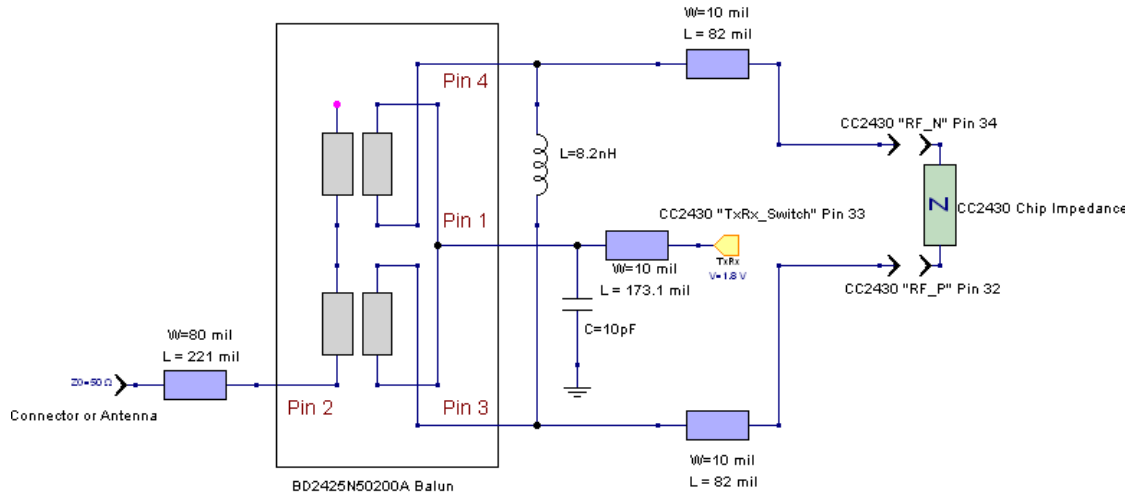 W=10 mil
L = 82 mil
Pin 4
CC2430 "RF_N" Pin 34
L=8.2nH
Z
CC2430 Chip Impedance
Pin 1
CC2430 "TxRx_Switch" Pin 33
TxRx
V=1.8 V
W=10 mil
L = 173.1 mil
CC2430 "RF_P" Pin 32
C=10pF
W=80 mil
L = 221 mil
Z0=50 Ω
Connector or Antenna
Pin 2
Pin 3
W=10 mil
L = 82 mil
BD2425N50200A Balun